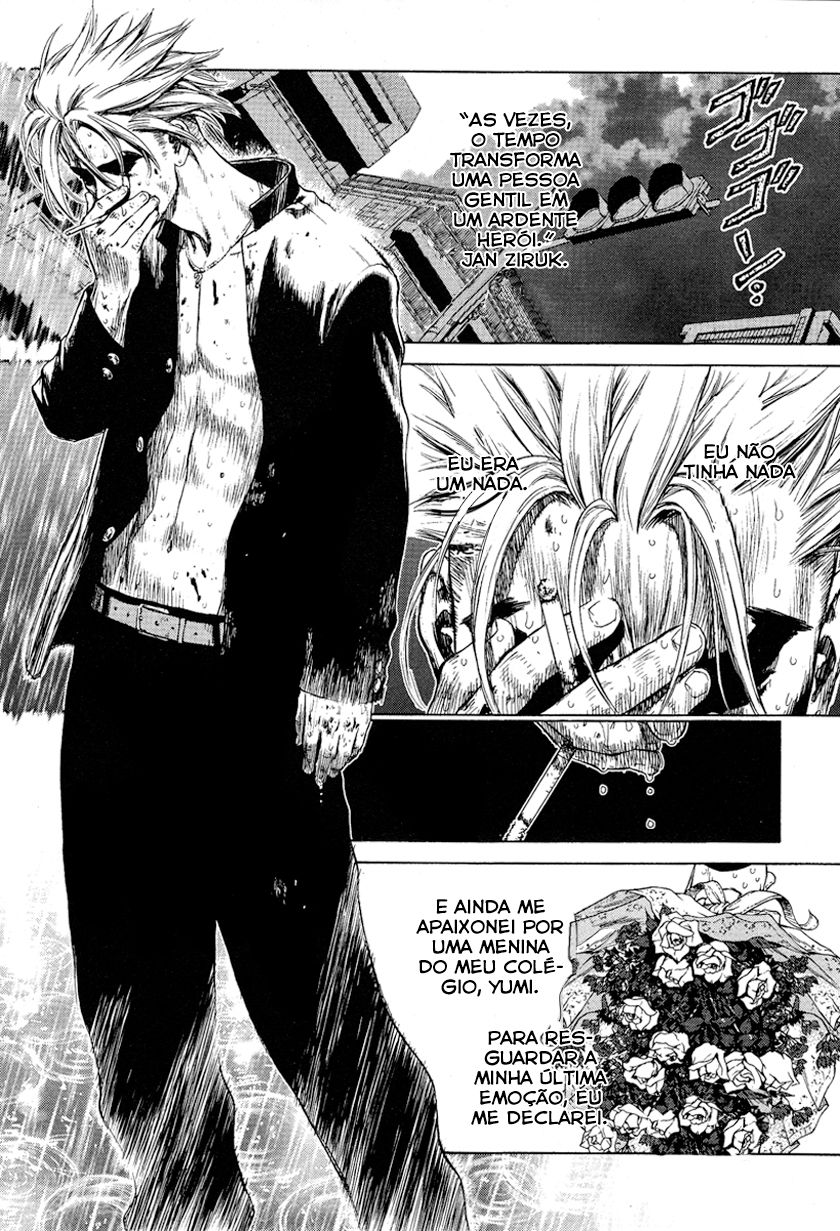 ゴゴゴー!
“AS VEZES,
O TEMPO
TRANSFORMA
UMA PESSOA
GENTIL EM
UM ARDENTE
HERÓI.”
JAN ZIRUK.
EU NÃO
TINHA NADA
EU ERA
UM NADA.
E AINDA ME
APAIXONEI POR
UMA MENINA
DO MEU COLÉ-
GIO, YUMI.
PARA RES-
GUARDAR A
MINHA ÚLTIMA
EMOÇÃO, EU
ME DECLAREI.